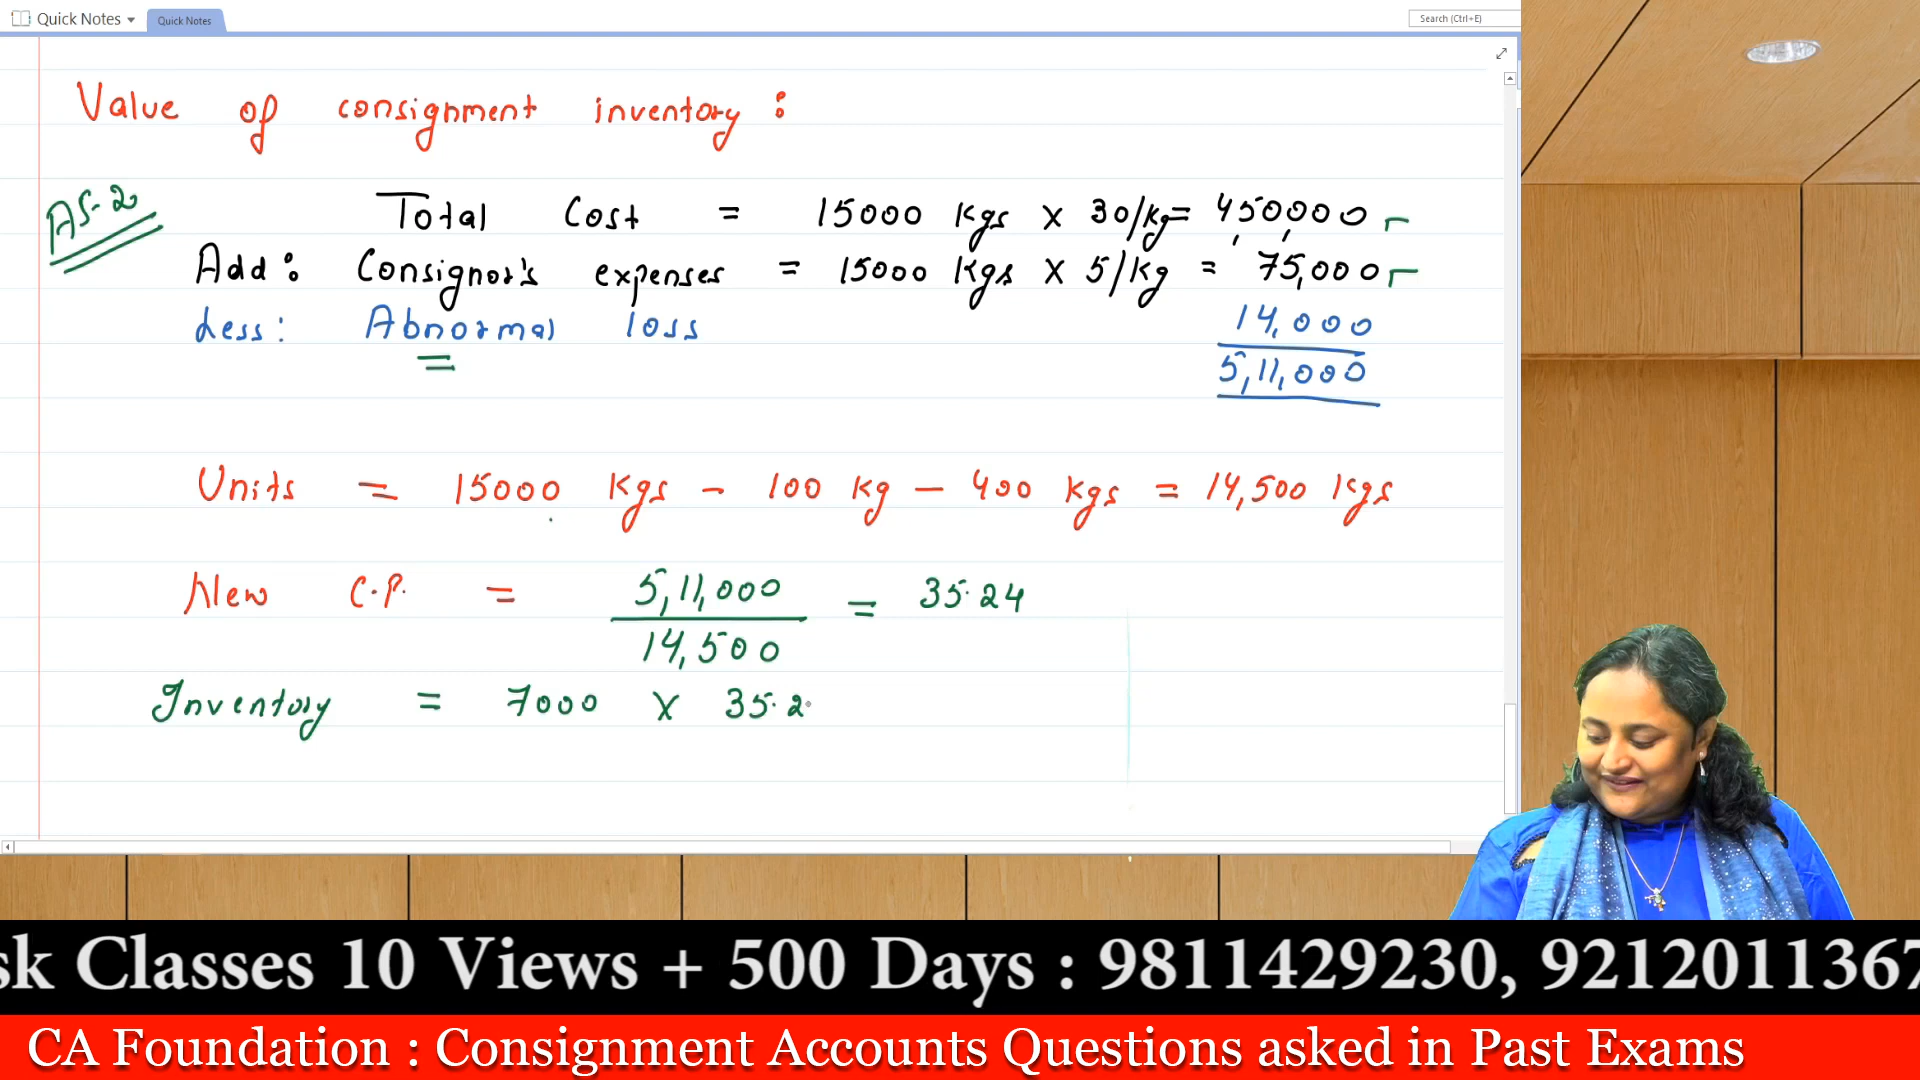 Quick Notes
Quick Notes
Search (Ctrl+E)
Value of consignment inventory :
AS-2
Total Cost = 15000 Kgs X 30/kg = 4,50,000
Add: Consignor's expenses = 15000 Kgs X 5/Kg = 75,000
Less: Abnormal loss 14,000
5,11,000
Units = 15000 Kgs - 100 Kg - 400 Kgs = 14,500 Kgs
New C.P. = 5,11,000 / 14,500 = 35.24
Inventory = 7000 X 35.2
sk Classes 10 Views + 500 Days : 9811429230, 9212011367
CA Foundation : Consignment Accounts Questions asked in Past Exams